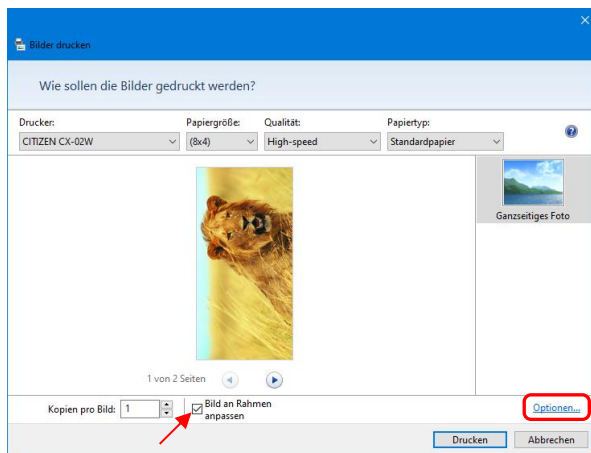 Bilder drucken
Wie sollen die Bilder gedruckt werden?
Drucker: Papiergröße: Qualität: Papiertyp:
CITIZEN CX-02W (8x4) High-speed Standardpapier
Ganzseitiges Foto
1 von 2 Seiten
Kopien pro Bild: 1 Bild an Rahmen
anpassen
Optionen...
Drucken Abbrechen